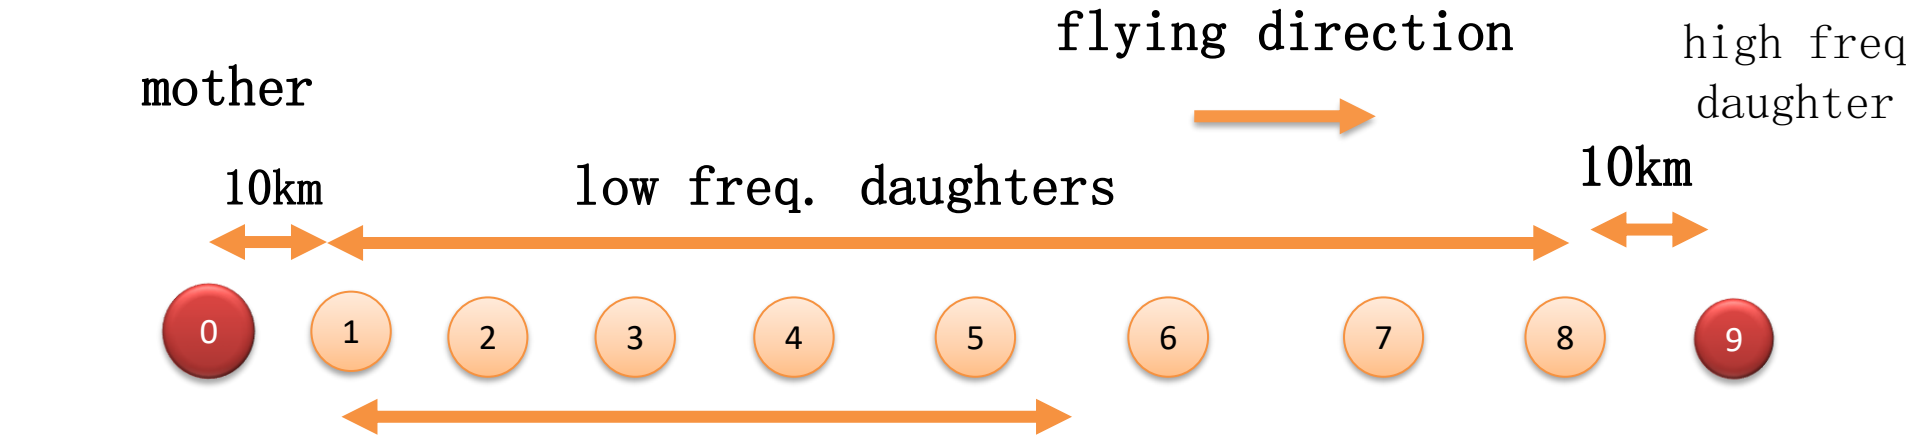 flying direction
high freq
daughter
mother
10km
10km
low freq. daughters
0
1
2
3
4
5
6
7
8
9